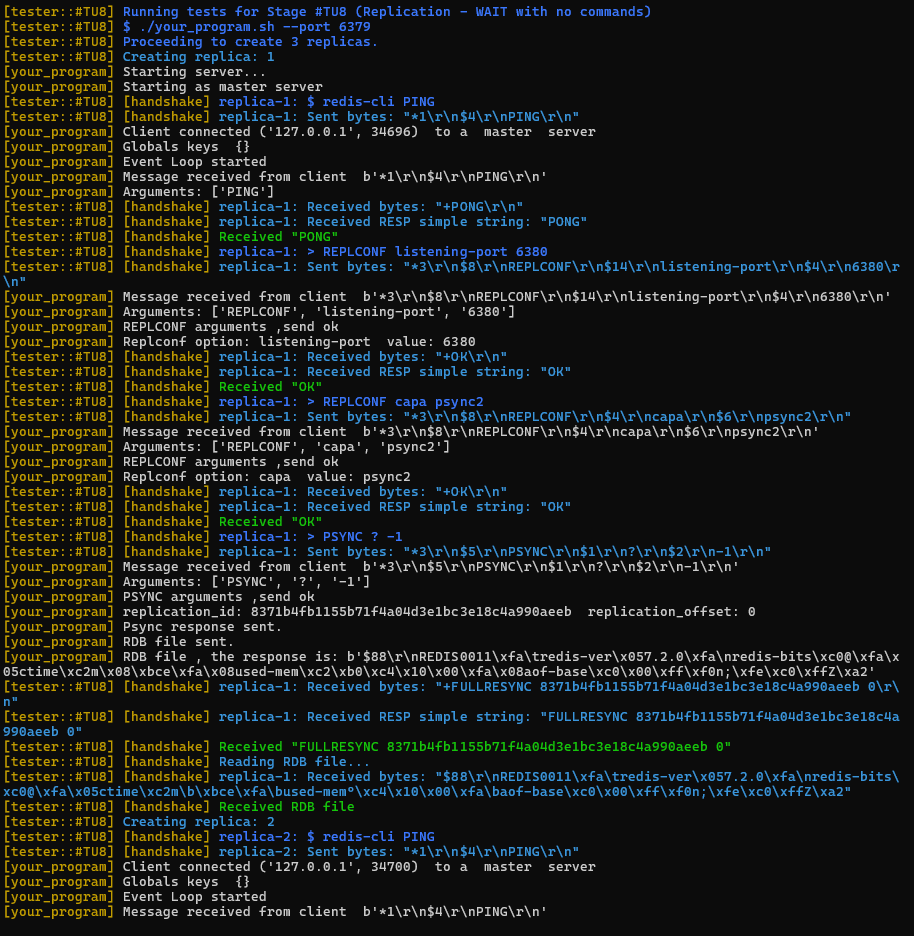 [tester::#TU8] Running tests for Stage #TU8 (Replication - WAIT with no commands)
[tester::#TU8] $ ./your_program.sh --port 6379
[tester::#TU8] Proceeding to create 3 replicas.
[tester::#TU8] Creating replica: 1
[your_program] Starting server...
[your_program] Starting as master server
[tester::#TU8] [handshake] replica-1: $ redis-cli PING
[tester::#TU8] [handshake] replica-1: Sent bytes: "*1\r\n$4\r\nPING\r\n"
[your_program] Client connected ('127.0.0.1', 34696)  to a  master  server
[your_program] Globals keys  {}
[your_program] Event Loop started
[your_program] Message received from client  b'*1\r\n$4\r\nPING\r\n'
[your_program] Arguments: ['PING']
[tester::#TU8] [handshake] replica-1: Received bytes: "+PONG\r\n"
[tester::#TU8] [handshake] replica-1: Received RESP simple string: "PONG"
[tester::#TU8] [handshake] Received "PONG"
[tester::#TU8] [handshake] replica-1: > REPLCONF listening-port 6380
[tester::#TU8] [handshake] replica-1: Sent bytes: "*3\r\n$8\r\nREPLCONF\r\n$14\r\nlistening-port\r\n$4\r\n6380\r
\n"
[your_program] Message received from client  b'*3\r\n$8\r\nREPLCONF\r\n$14\r\nlistening-port\r\n$4\r\n6380\r\n'
[your_program] Arguments: ['REPLCONF', 'listening-port', '6380']
[your_program] REPLCONF arguments ,send ok
[your_program] Replconf option: listening-port  value: 6380
[tester::#TU8] [handshake] replica-1: Received bytes: "+OK\r\n"
[tester::#TU8] [handshake] replica-1: Received RESP simple string: "OK"
[tester::#TU8] [handshake] Received "OK"
[tester::#TU8] [handshake] replica-1: > REPLCONF capa psync2
[tester::#TU8] [handshake] replica-1: Sent bytes: "*3\r\n$8\r\nREPLCONF\r\n$4\r\ncapa\r\n$6\r\npsync2\r\n"
[your_program] Message received from client  b'*3\r\n$8\r\nREPLCONF\r\n$4\r\ncapa\r\n$6\r\npsync2\r\n'
[your_program] Arguments: ['REPLCONF', 'capa', 'psync2']
[your_program] REPLCONF arguments ,send ok
[your_program] Replconf option: capa  value: psync2
[tester::#TU8] [handshake] replica-1: Received bytes: "+OK\r\n"
[tester::#TU8] [handshake] replica-1: Received RESP simple string: "OK"
[tester::#TU8] [handshake] Received "OK"
[tester::#TU8] [handshake] replica-1: > PSYNC ? -1
[tester::#TU8] [handshake] replica-1: Sent bytes: "*3\r\n$5\r\nPSYNC\r\n$1\r\n?\r\n$2\r\n-1\r\n"
[your_program] Message received from client  b'*3\r\n$5\r\nPSYNC\r\n$1\r\n?\r\n$2\r\n-1\r\n'
[your_program] Arguments: ['PSYNC', '?', '-1']
[your_program] PSYNC arguments ,send ok
[your_program] replication_id: 8371b4fb1155b71f4a04d3e1bc3e18c4a990aeeb  replication_offset: 0
[your_program] Psync response sent.
[your_program] RDB file sent.
[your_program] RDB file , the response is: b'$88\r\nREDIS0011\xfa\tredis-ver\x057.2.0\xfa\nredis-bits\xc0@\xfa\x
05ctime\xc2m\x08\xbce\xfa\x08used-mem\xc2\xb0\xc4\x10\x00\xfa\x08aof-base\xc0\x00\xff\xf0n;\xfe\xc0\xffZ\xa2'
[tester::#TU8] [handshake] replica-1: Received bytes: "+FULLRESYNC 8371b4fb1155b71f4a04d3e1bc3e18c4a990aeeb 0\r\
n"
[tester::#TU8] [handshake] replica-1: Received RESP simple string: "FULLRESYNC 8371b4fb1155b71f4a04d3e1bc3e18c4a
990aeeb 0"
[tester::#TU8] [handshake] Received "FULLRESYNC 8371b4fb1155b71f4a04d3e1bc3e18c4a990aeeb 0"
[tester::#TU8] [handshake] Reading RDB file...
[tester::#TU8] [handshake] replica-1: Received bytes: "$88\r\nREDIS0011\xfa\tredis-ver\x057.2.0\xfa\nredis-bits\
xc0@\xfa\x05ctime\xc2m\b\xbce\xfa\bused-mem°\xc4\x10\x00\xfa\baof-base\xc0\x00\xff\xf0n;\xfe\xc0\xffZ\xa2"
[tester::#TU8] [handshake] Received RDB file
[tester::#TU8] Creating replica: 2
[tester::#TU8] [handshake] replica-2: $ redis-cli PING
[tester::#TU8] [handshake] replica-2: Sent bytes: "*1\r\n$4\r\nPING\r\n"
[your_program] Client connected ('127.0.0.1', 34700)  to a  master  server
[your_program] Globals keys  {}
[your_program] Event Loop started
[your_program] Message received from client  b'*1\r\n$4\r\nPING\r\n'